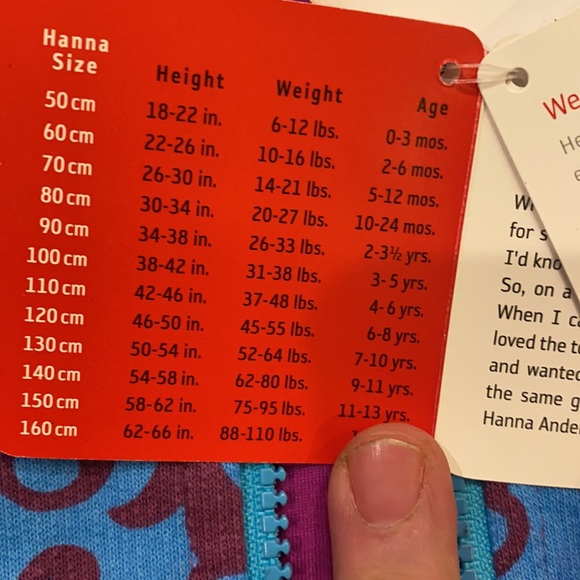 Hanna Size Height Weight Age
50 cm 18-22 in. 6-12 lbs. 0-3 mos.
60 cm 22-26 in. 10-16 lbs. 2-6 mos.
70 cm 26-30 in. 14-21 lbs. 5-12 mos.
80 cm 30-34 in. 20-27 lbs. 10-24 mos.
90 cm 34-38 in. 26-33 lbs. 2-3½ yrs.
100 cm 38-42 in. 31-38 lbs. 3-5 yrs.
110 cm 42-46 in. 37-48 lbs. 4-6 yrs.
120 cm 46-50 in. 45-55 lbs. 6-8 yrs.
130 cm 50-54 in. 52-64 lbs. 7-10 yrs.
140 cm 54-58 in. 62-80 lbs. 9-11 yrs.
150 cm 58-62 in. 75-95 lbs. 11-13 yrs.
160 cm 62-66 in. 88-110 lbs.
We
for
I'd
So, on a
When I
loved the
and
the same
Hanna